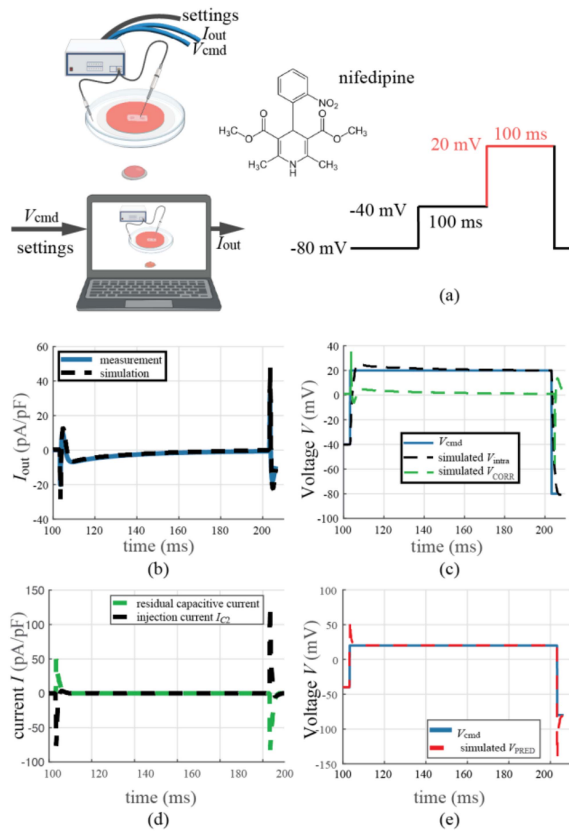 settings
Iout
Vcmd
nifedipine
NO2
H3CO
O
O
OCH3
H3C
N
H
CH3
100 ms
20 mV
-40 mV
100 ms
-80 mV
Vcmd
settings
Iout
(a)
60
40
20
0
-20
-40
100 120 140 160 180 200
Iout (pA/pF)
measurement
simulation
time (ms)
(b)
40
20
0
-20
-40
-60
-80
-100
100 120 140 160 180 200
Voltage V (mV)
Vcmd
simulated Vintra
simulated VCORR
time (ms)
(c)
150
100
50
0
-50
-100
100 120 140 160 180 200
current I (pA/pF)
residual capacitive current
injection current IC2
time (ms)
(d)
100
50
0
-50
-100
-150
100 120 140 160 180 200
Voltage V (mV)
Vcmd
simulated VPRED
time (ms)
(e)